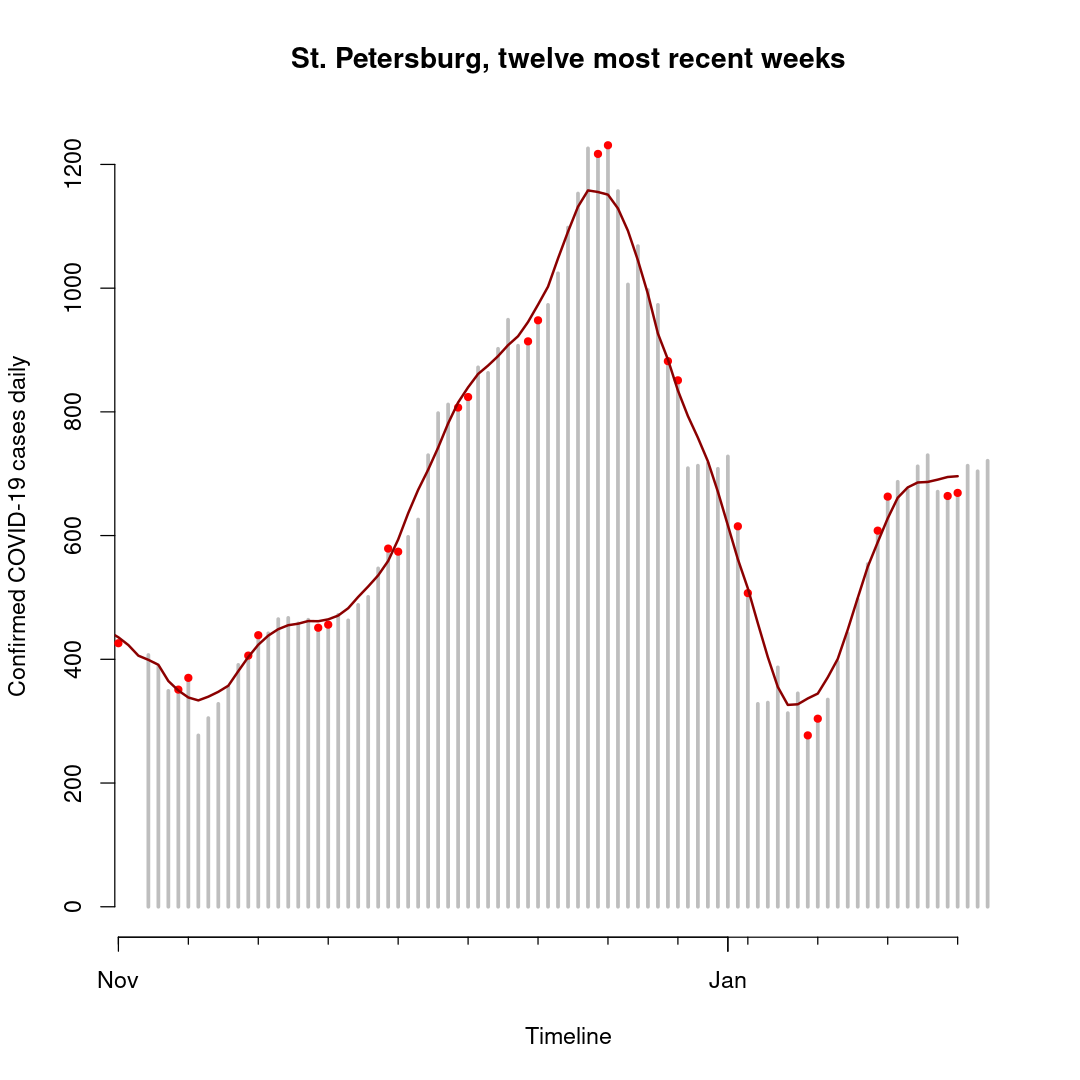 St. Petersburg, twelve most recent weeks
Confirmed COVID-19 cases daily
1200
1000
800
600
400
200
0
Nov
Jan
Timeline